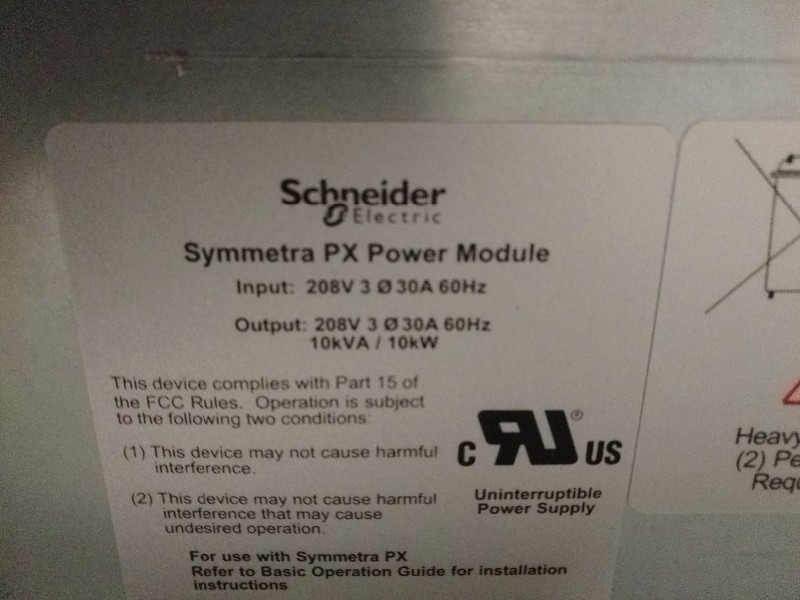 Schneider
Electric
Symmetra PX Power Module
Input: 208V 3 Ø 30A 60Hz
Output: 208V 3 Ø 30A 60Hz
10kVA / 10kW
This device complies with Part 15 of
the FCC Rules. Operation is subject
to the following two conditions:
(1) This device may not cause harmful
interference.
(2) This device may not cause harmful
interference that may cause
undesired operation.
C RU ® US
Uninterruptible
Power Supply
For use with Symmetra PX
Refer to Basic Operation Guide for installation
instructions
Heavy
(2) Pe
Requ